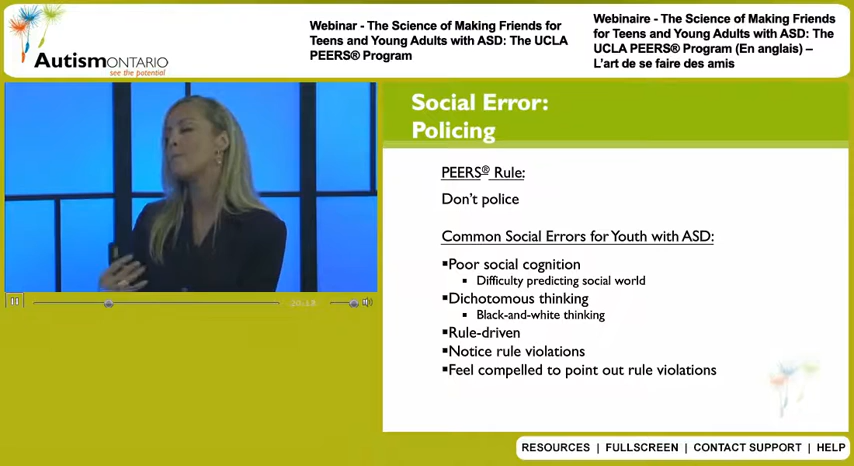 AutismONTARIO
see the potential
Webinar - The Science of Making Friends for
Teens and Young Adults with ASD: The UCLA
PEERS® Program
Webinaire - The Science of Making Friends
for Teens and Young Adults with ASD: The
UCLA PEERS® Program (En anglais) –
L'art de se faire des amis
20:18
Social Error:
Policing
PEERS® Rule:
Don't police
Common Social Errors for Youth with ASD:
▪Poor social cognition
▪ Difficulty predicting social world
▪Dichotomous thinking
▪ Black-and-white thinking
▪Rule-driven
▪Notice rule violations
▪Feel compelled to point out rule violations
RESOURCES | FULLSCREEN | CONTACT SUPPORT | HELP